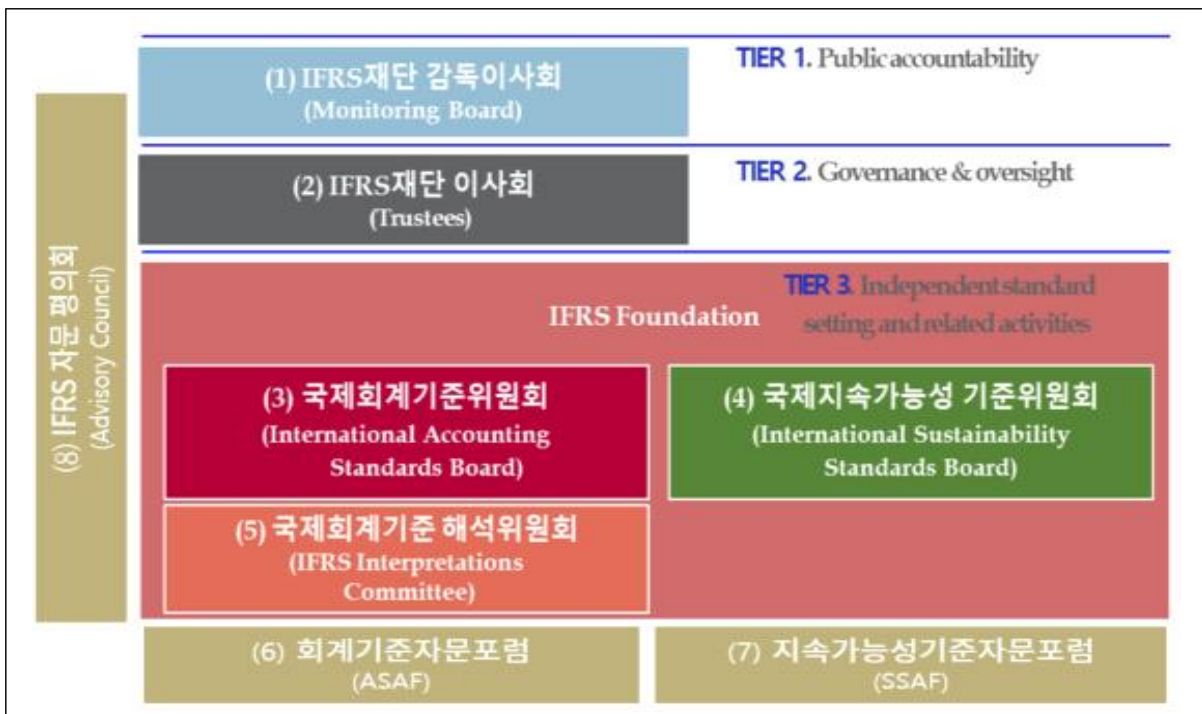 (1) IFRS재단 감독이사회
(Monitoring Board)
TIER 1. Public accountability
(2) IFRS재단 이사회
(Trustees)
TIER 2. Governance & oversight
(8) IFRS 자문 평의회
(Advisory Council)
TIER 3. Independent standard
setting and related activities
IFRS Foundation
(3) 국제회계기준위원회
(International Accounting
Standards Board)
(4) 국제지속가능성 기준위원회
(International Sustainability
Standards Board)
(5) 국제회계기준 해석위원회
(IFRS Interpretations
Committee)
(6) 회계기준자문포럼
(ASAF)
(7) 지속가능성기준자문포럼
(SSAF)